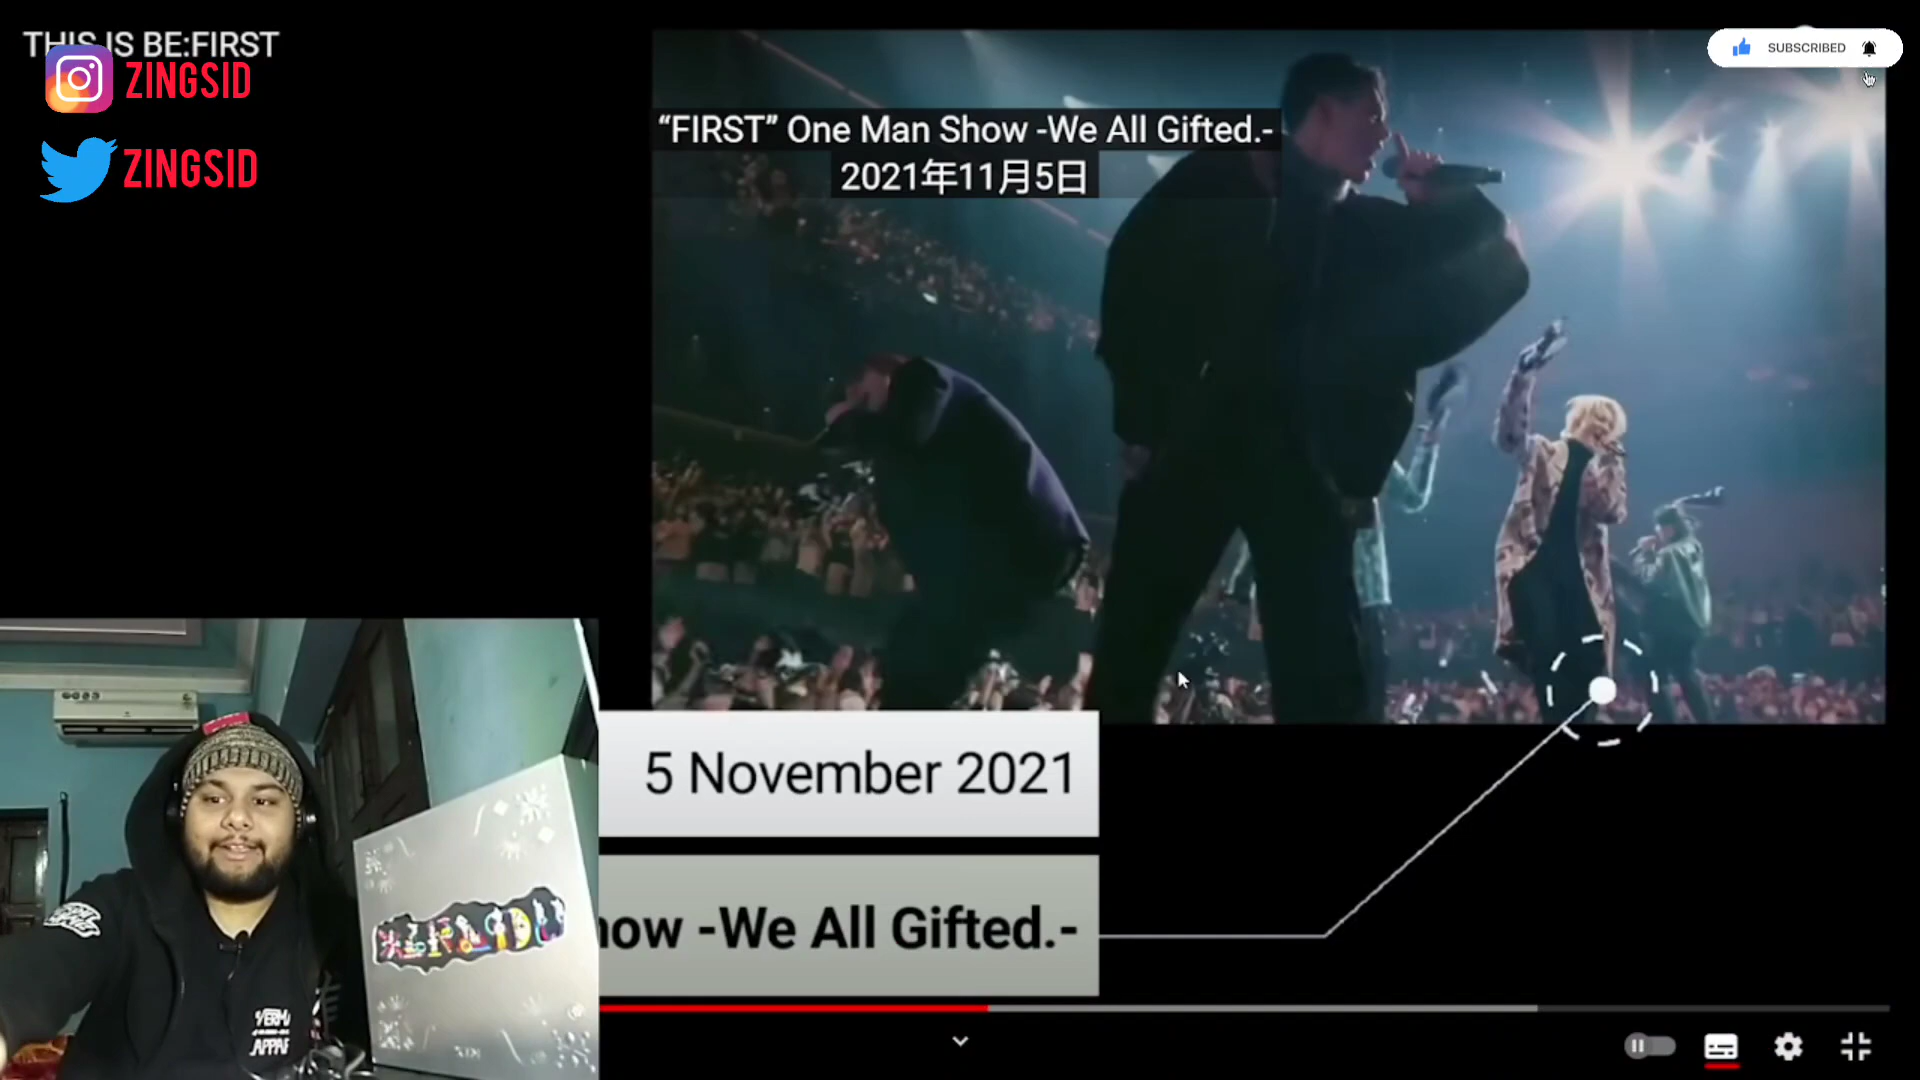 THIS IS BE:FIRST
ZINGSID
ZINGSID
SUBSCRIBED
“FIRST” One Man Show -We All Gifted.-
2021年11月5日
5 November 2021
how -We All Gifted.-